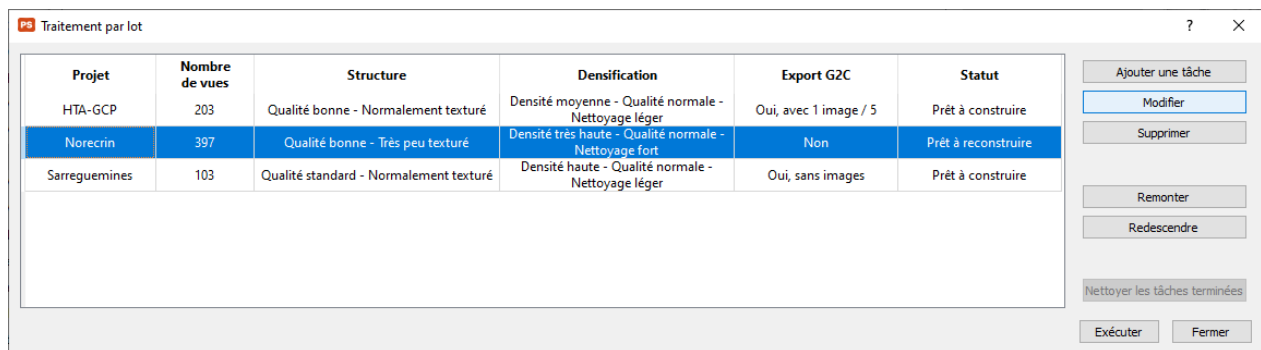 PS Traitement par lot ?
Projet Nombre de vues Structure Densification Export G2C Statut
HTA-GCP 203 Qualité bonne - Normalement texturé Densité moyenne - Qualité normale - Nettoyage léger Oui, avec 1 image / 5 Prêt à construire
Norecrin 397 Qualité bonne - Très peu texturé Densité très haute - Qualité normale - Nettoyage fort Non Prêt à reconstruire
Sarreguemines 103 Qualité standard - Normalement texturé Densité haute - Qualité normale - Nettoyage léger Oui, sans images Prêt à construire
Ajouter une tâche
Modifier
Supprimer
Remonter
Redescendre
Nettoyer les tâches terminées
Exécuter Fermer